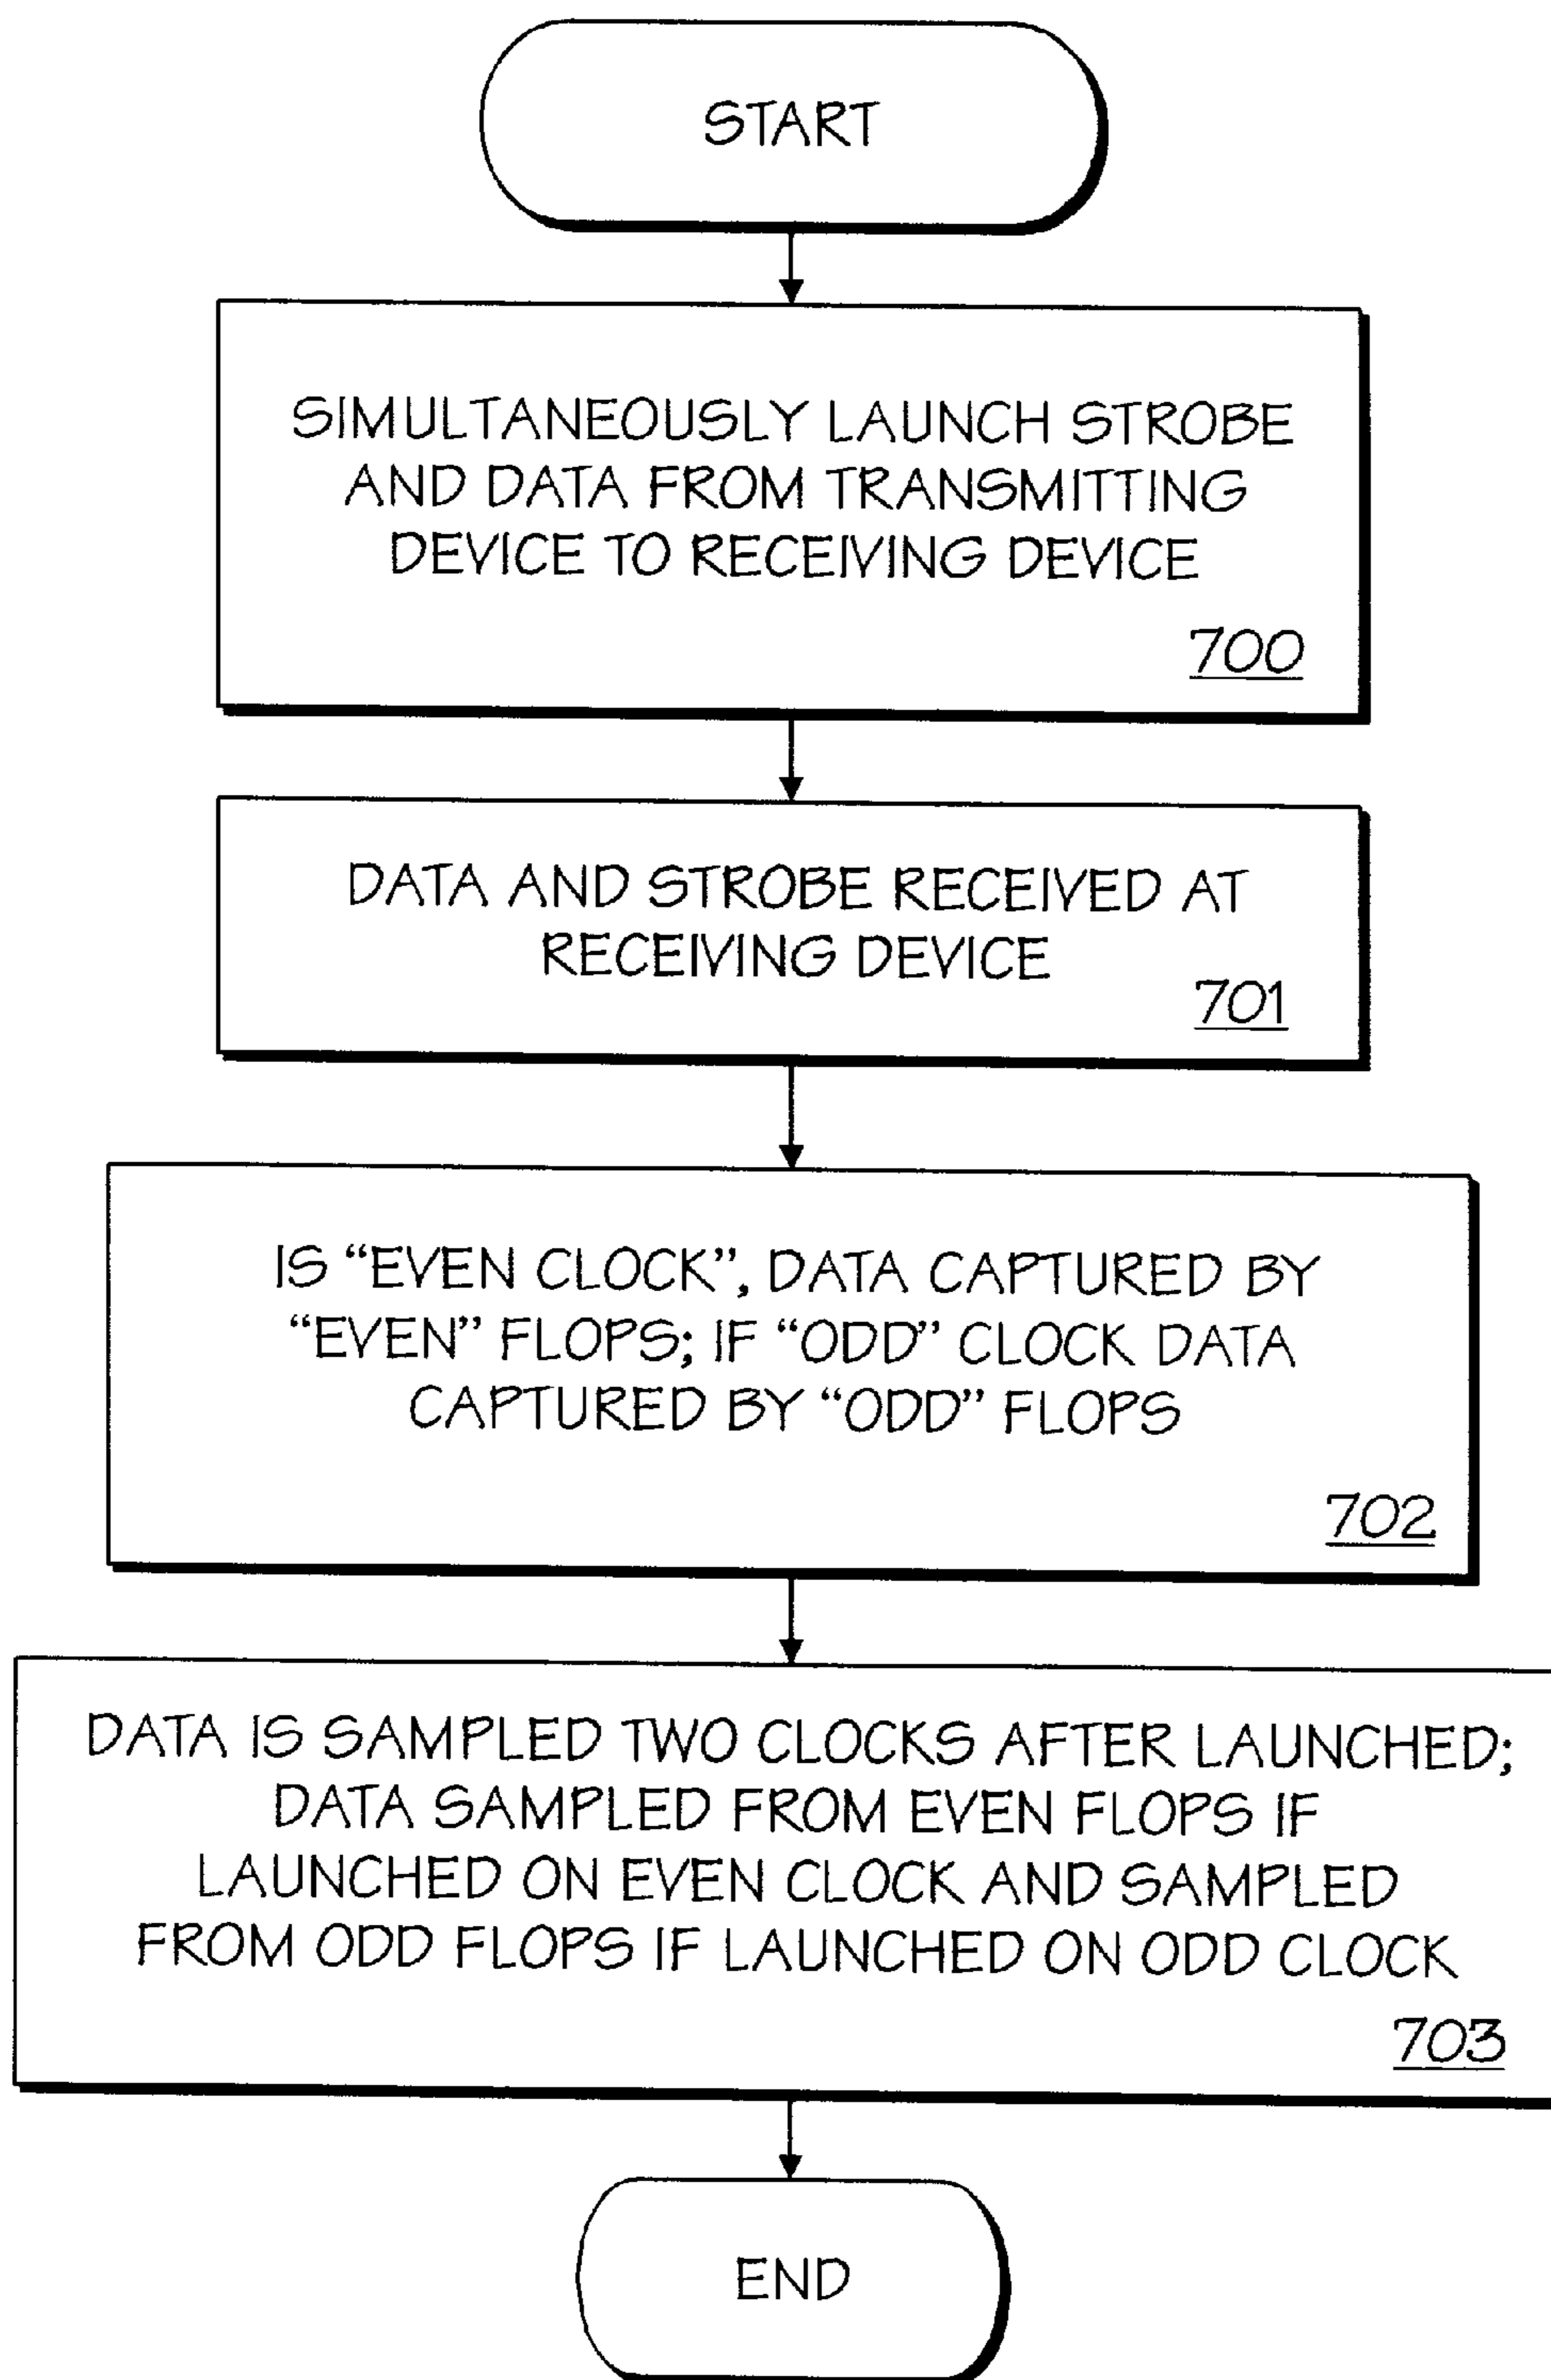 START
SIMULTANEOUSLY LAUNCH STROBE
AND DATA FROM TRANSMITTING
DEVICE TO RECEIVING DEVICE
700
DATA AND STROBE RECEIVED AT
RECEIVING DEVICE
701
IS “EVEN CLOCK”, DATA CAPTURED BY
“EVEN” FLOPS; IF “ODD” CLOCK DATA
CAPTURED BY “ODD” FLOPS
702
DATA IS SAMPLED TWO CLOCKS AFTER LAUNCHED;
DATA SAMPLED FROM EVEN FLOPS IF
LAUNCHED ON EVEN CLOCK AND SAMPLED
FROM ODD FLOPS IF LAUNCHED ON ODD CLOCK
703
END